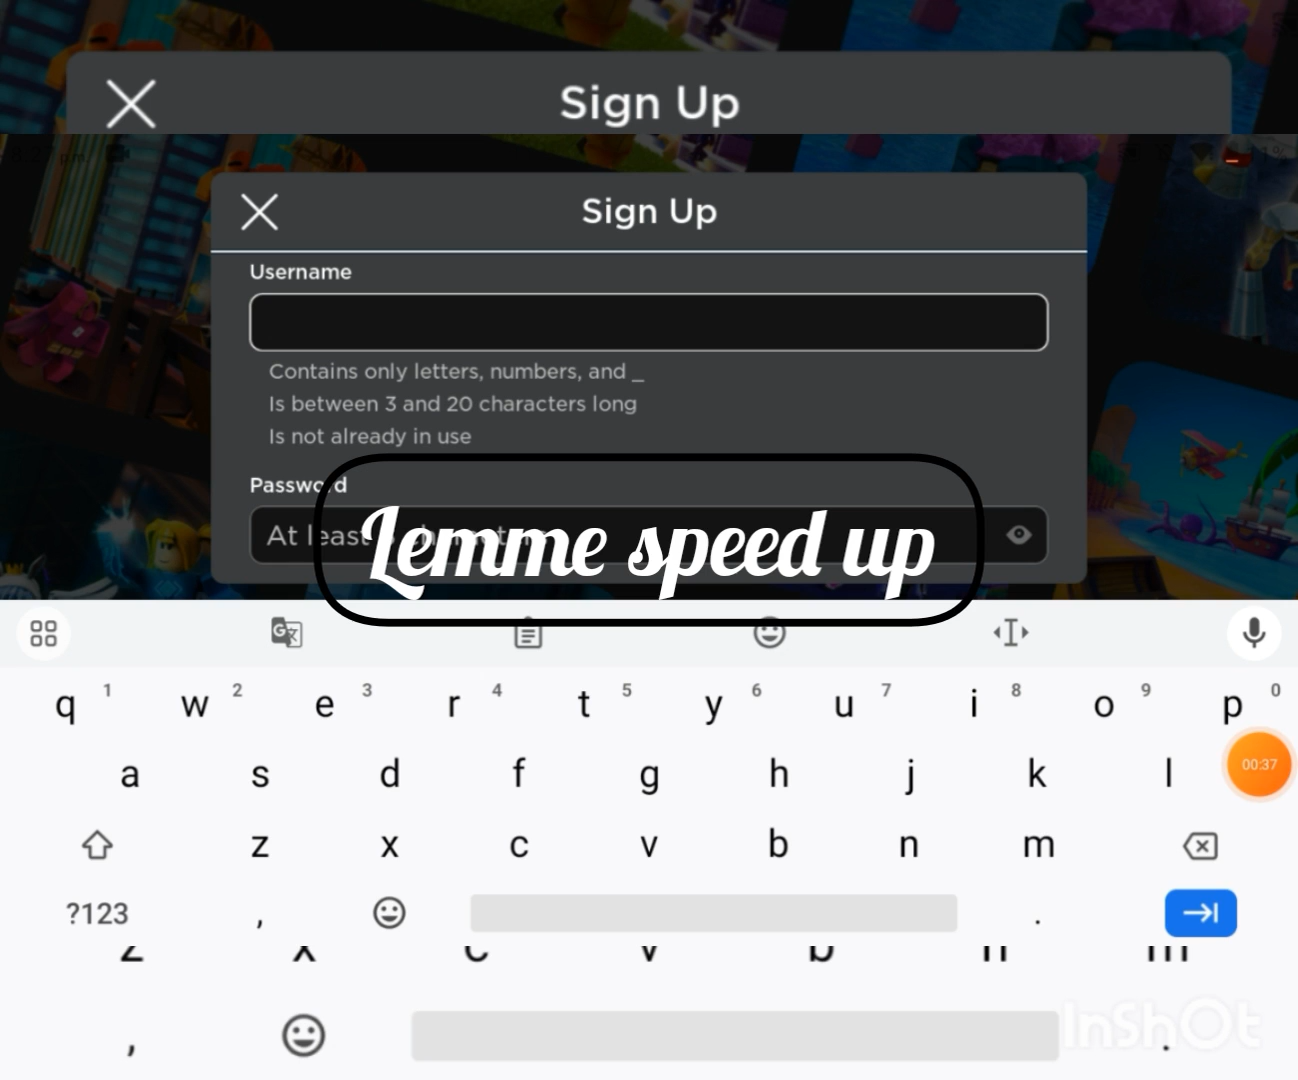 Sign Up
Sign Up
Username
Contains only letters, numbers, and _
Is between 3 and 20 characters long
Is not already in use
Password
At least
Lemme speed up
q 1 w 2 e 3 r 4 t 5 y 6 u 7 i 8 o 9 p 0
a s d f g h j k l
00:37
z x c v b n m
?123 , .
z x c v b n m
, .
InShOt